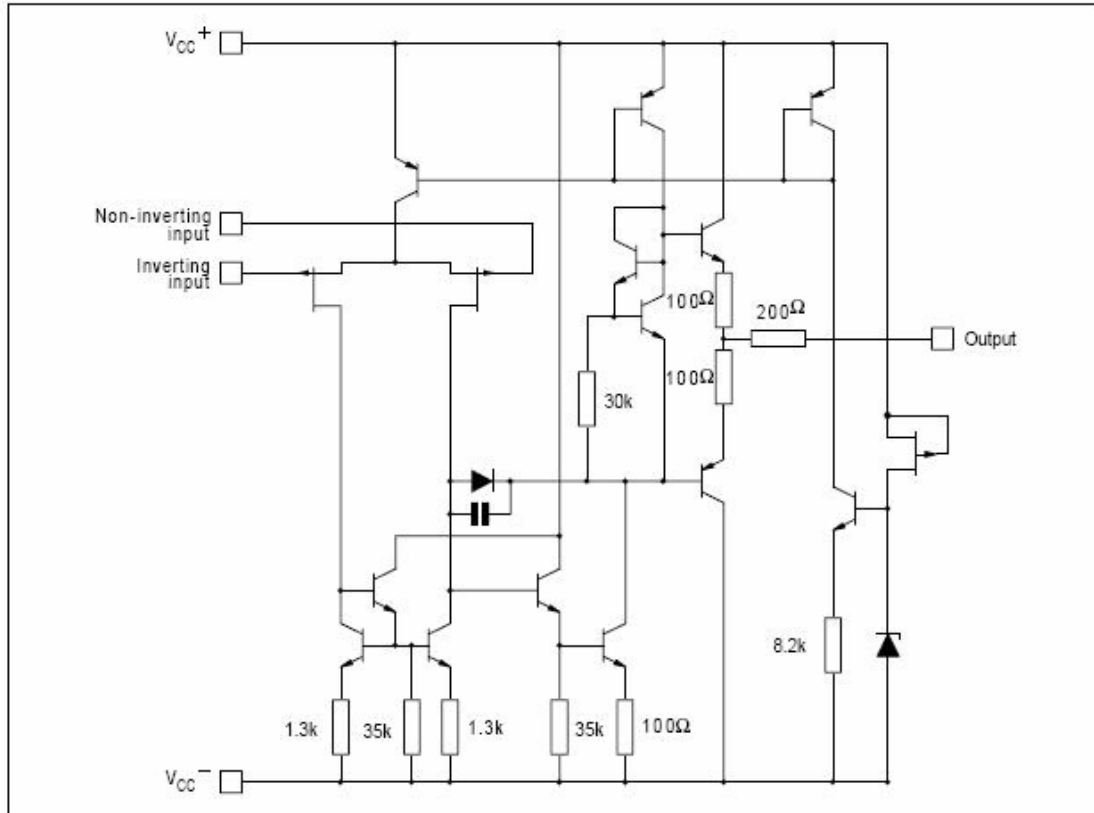 VCC+
Non-inverting
input
Inverting
input
100Ω
200Ω
Output
100Ω
30k
8.2k
1.3k
35k
1.3k
35k
100Ω
VCC−